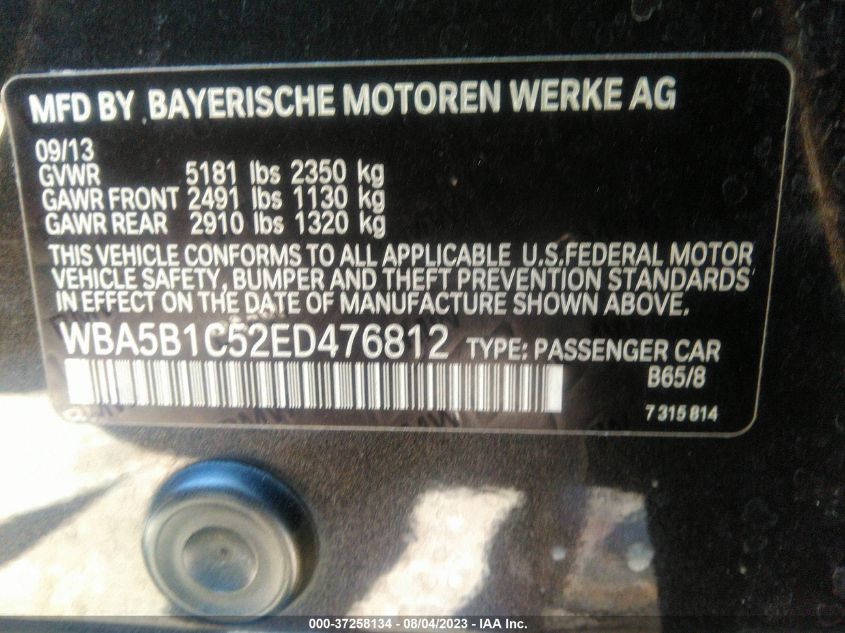 MFD BY BAYERISCHE MOTOREN WERKE AG
09/13
GVWR 5181 lbs 2350 kg
GAWR FRONT 2491 lbs 1130 kg
GAWR REAR 2910 lbs 1320 kg
THIS VEHICLE CONFORMS TO ALL APPLICABLE U.S.FEDERAL MOTOR
VEHICLE SAFETY, BUMPER AND THEFT PREVENTION STANDARDS
IN EFFECT ON THE DATE OF MANUFACTURE SHOWN ABOVE.
WBA5B1C52ED476812 TYPE: PASSENGER CAR
B65/8
7 315 814
000-37258134 - 08/04/2023 - IAA Inc.